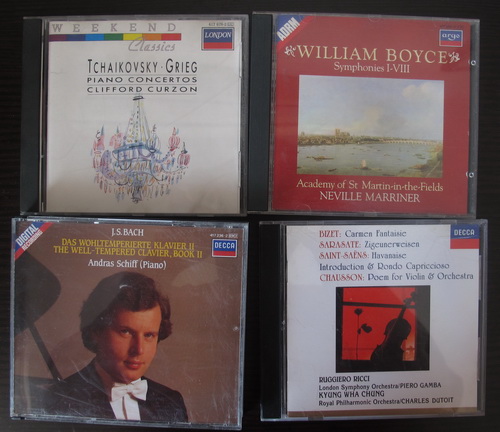 WEEKEND
Classics
LONDON
TCHAIKOVSKY · GRIEG
PIANO CONCERTOS
CLIFFORD CURZON
ADRM
argo
WILLIAM BOYCE
Symphonies I-VIII
Academy of St Martin-in-the-Fields
NEVILLE MARRINER
DIGITAL
RECORDING
J.S. BACH
DAS WOHLTEMPERIERTE KLAVIER II
THE WELL-TEMPERED CLAVIER, BOOK II
Andras Schiff (Piano)
DECCA
BIZET: Carmen Fantaisie
SARASATE: Zigeunerweisen
SAINT-SAËNS: Havanaise
Introduction & Rondo Capriccioso
CHAUSSON: Poem for Violin & Orchestra
DECCA
RUGGIERO RICCI
London Symphony Orchestra/PIERO GAMBA
KYUNG WHA CHUNG
Royal Philharmonic Orchestra/CHARLES DUTOIT